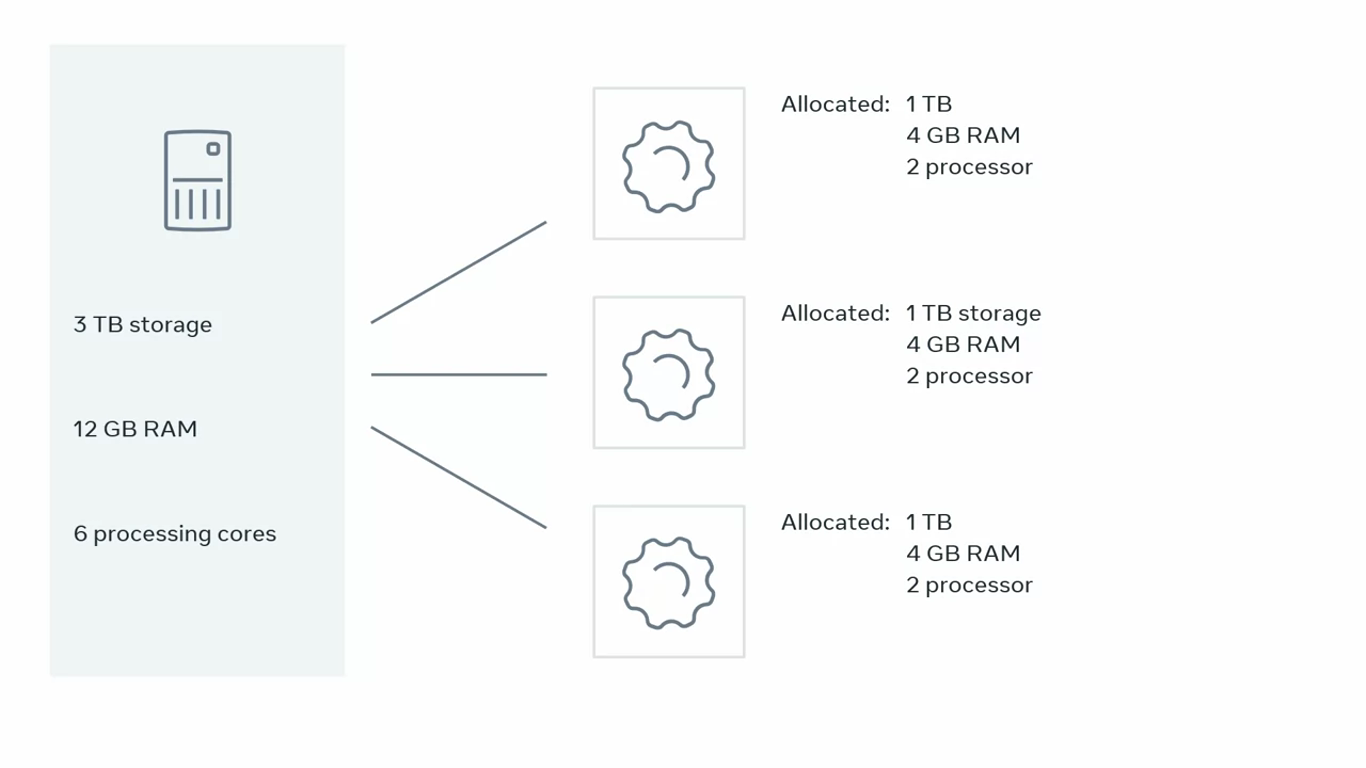 3 TB storage
12 GB RAM
6 processing cores
Allocated: 1 TB
4 GB RAM
2 processor
Allocated: 1 TB storage
4 GB RAM
2 processor
Allocated: 1 TB
4 GB RAM
2 processor